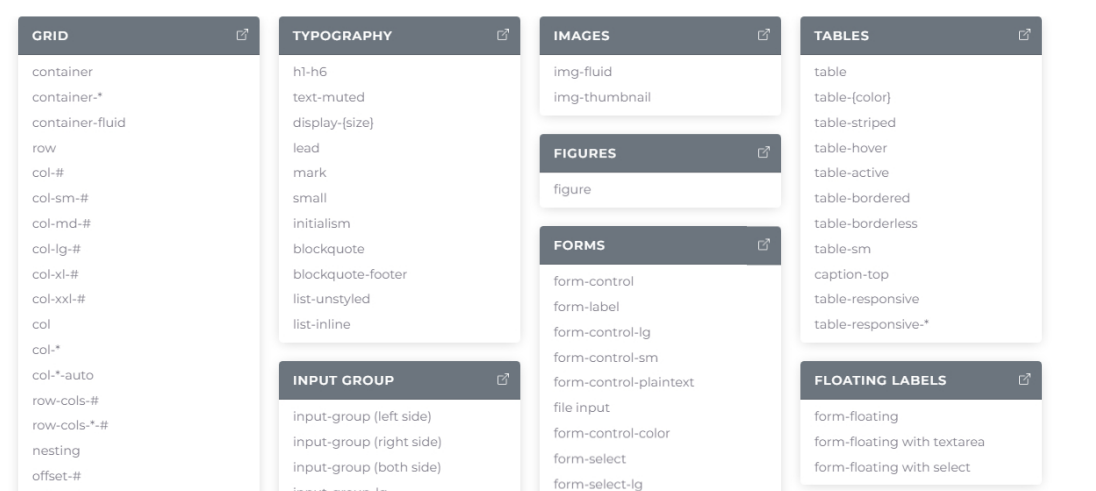 GRID
container
container-*
container-fluid
row
col-#
col-sm-#
col-md-#
col-lg-#
col-xl-#
col-xxl-#
col
col-*
col-*-auto
row-cols-#
row-cols-*-#
nesting
offset-#
TYPOGRAPHY
h1-h6
text-muted
display-{size}
lead
mark
small
initialism
blockquote
blockquote-footer
list-unstyled
list-inline
INPUT GROUP
input-group (left side)
input-group (right side)
input-group (both side)
input-group-lg
IMAGES
img-fluid
img-thumbnail
FIGURES
figure
FORMS
form-control
form-label
form-control-lg
form-control-sm
form-control-plaintext
file input
form-control-color
form-select
form-select-lg
TABLES
table
table-{color}
table-striped
table-hover
table-active
table-bordered
table-borderless
table-sm
caption-top
table-responsive
table-responsive-*
FLOATING LABELS
form-floating
form-floating with textarea
form-floating with select